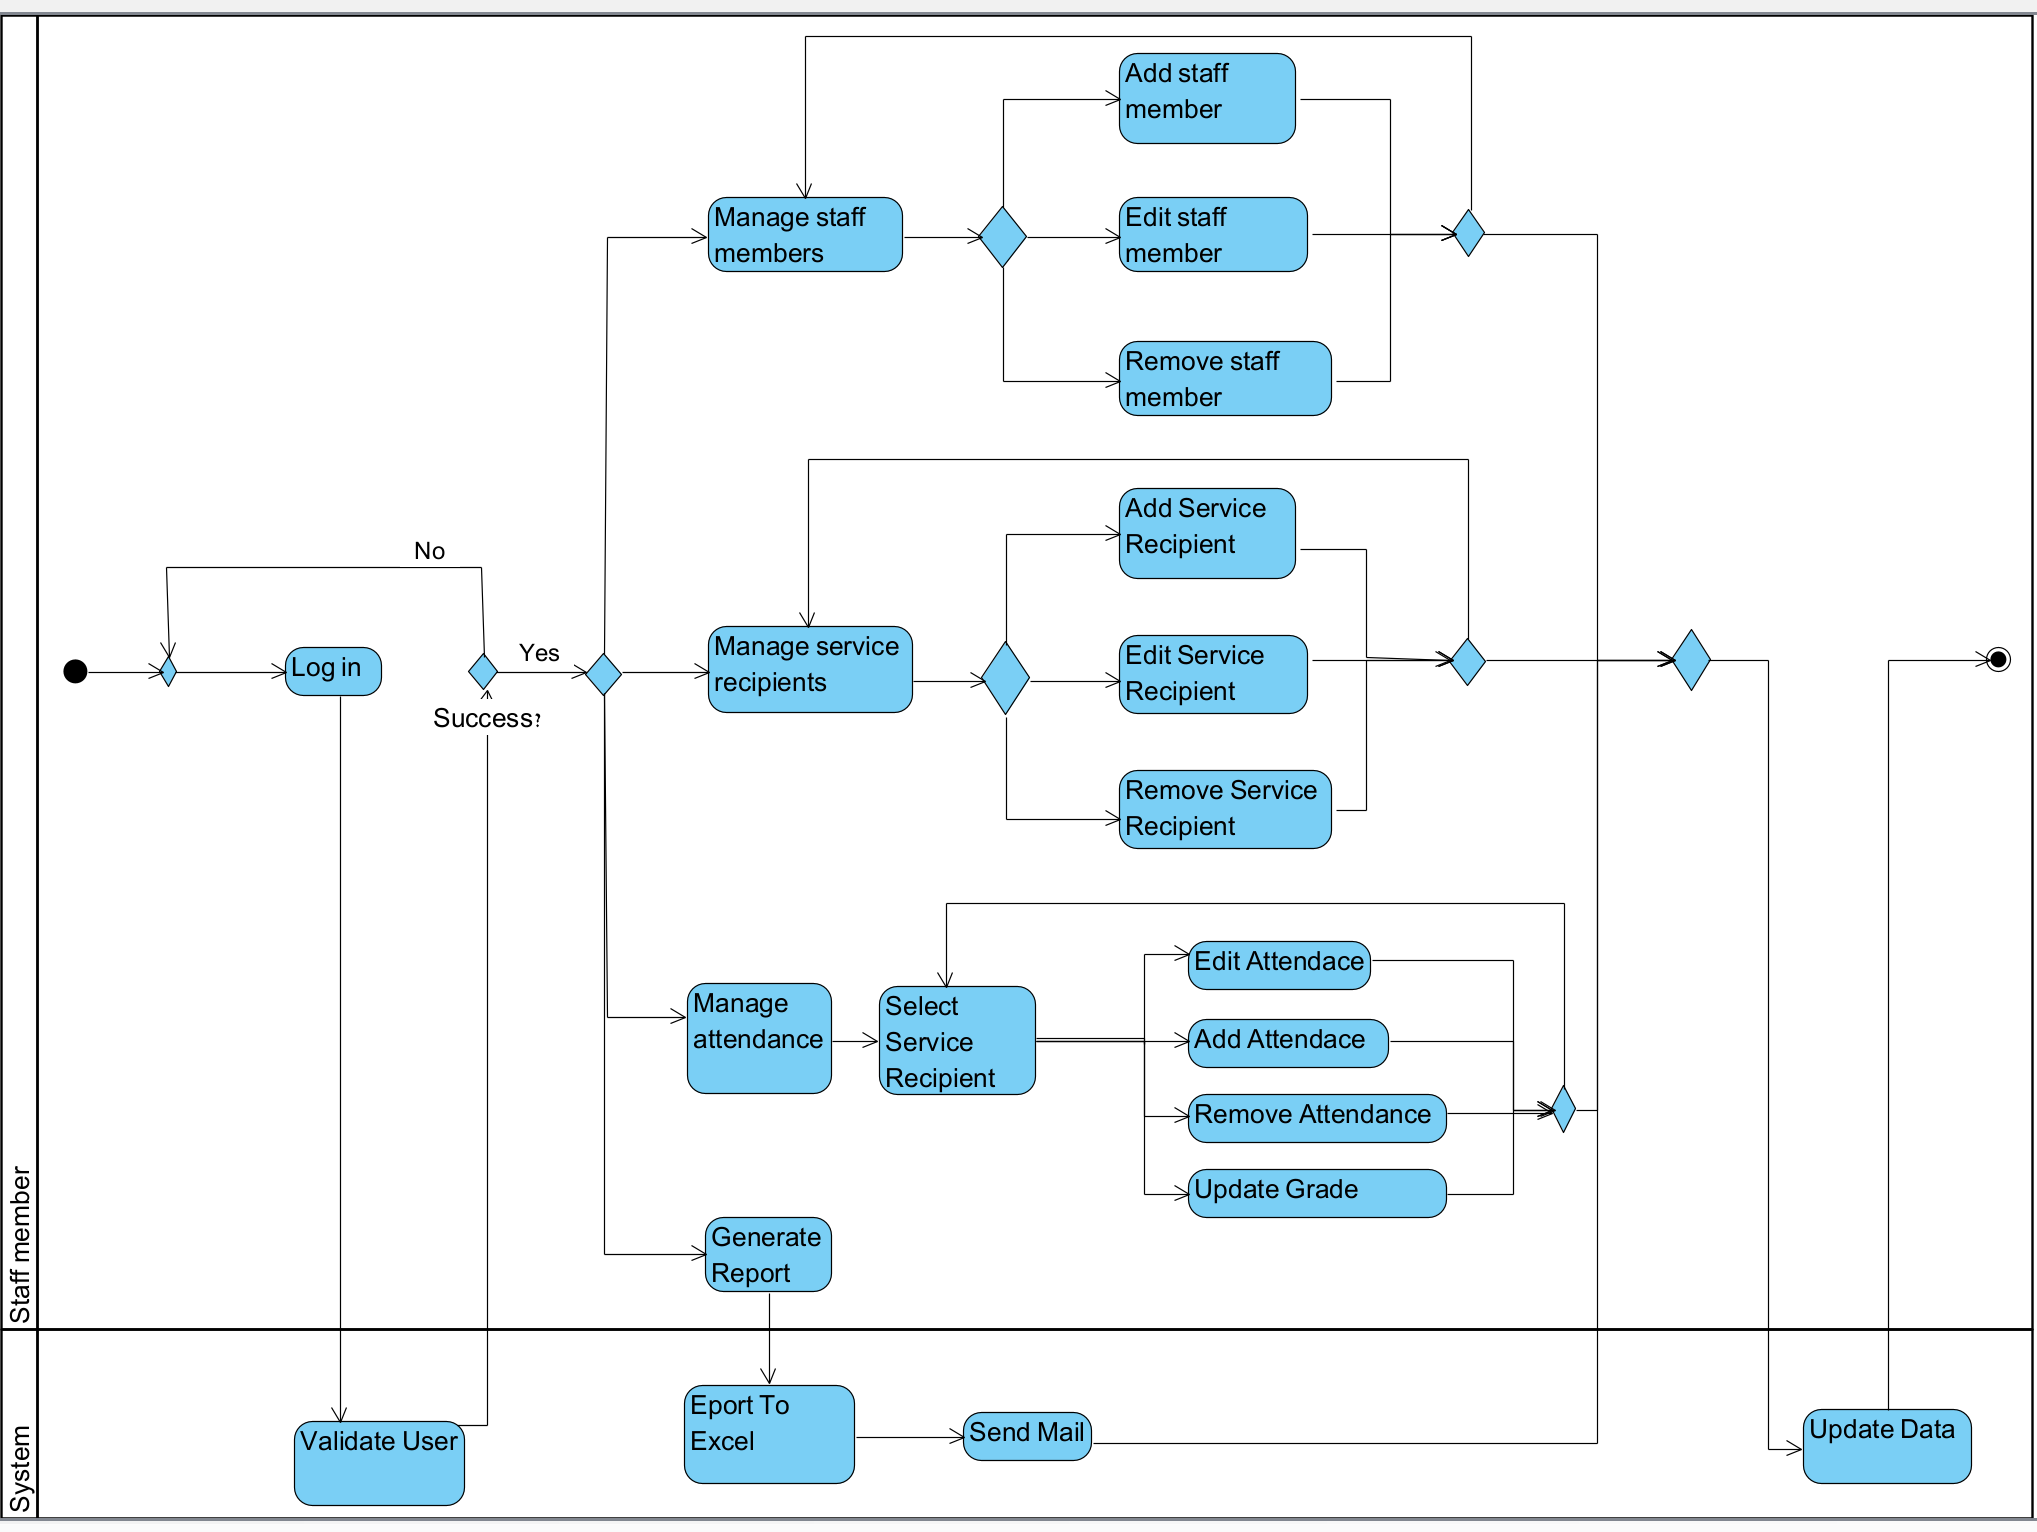 Add staff
member
Manage staff
members
Edit staff
member
Remove staff
member
Add Service
Recipient
No
Yes
Log in
Success?
Manage service
recipients
Edit Service
Recipient
Remove Service
Recipient
Edit Attendace
Manage
attendance
Select
Service
Recipient
Add Attendace
Remove Attendance
Update Grade
Generate
Report
Staff member
Eport To
Excel
Send Mail
Validate User
Update Data
System